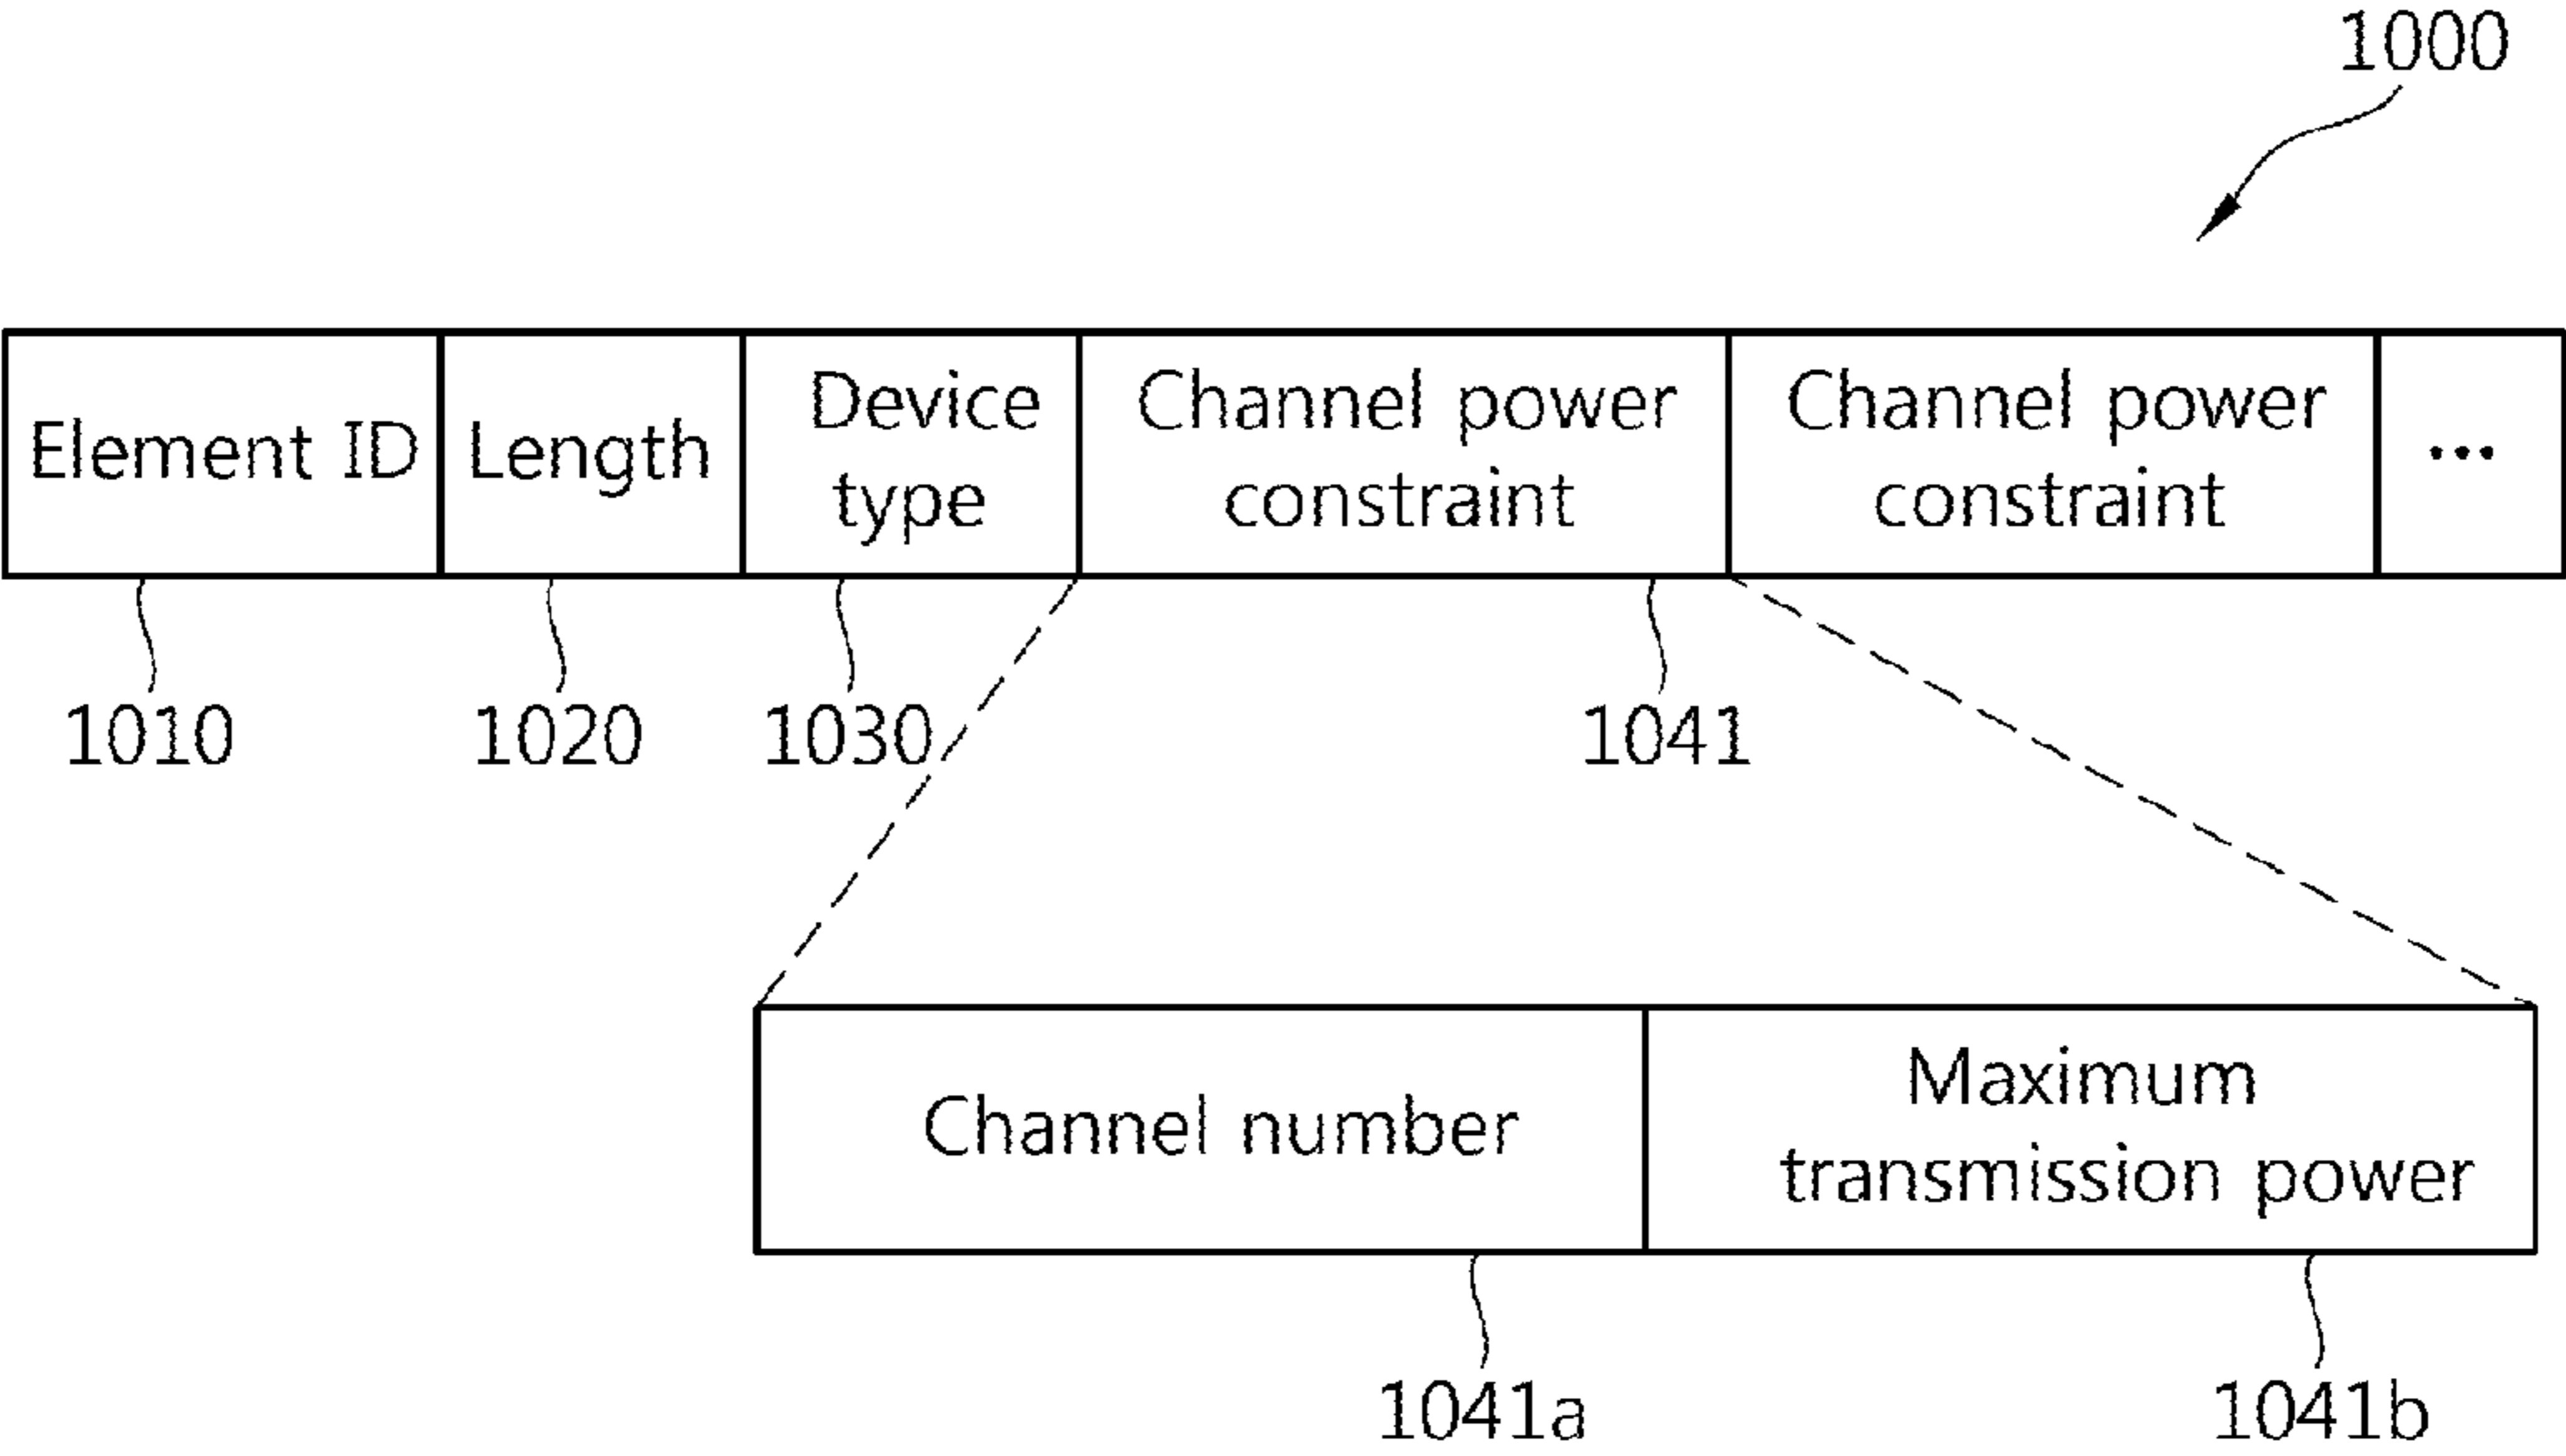 1000
Element ID
Length
Device
type
Channel power
constraint
Channel power
constraint
...
1010
1020
1030
1041
Channel number
Maximum
transmission power
1041a
1041b